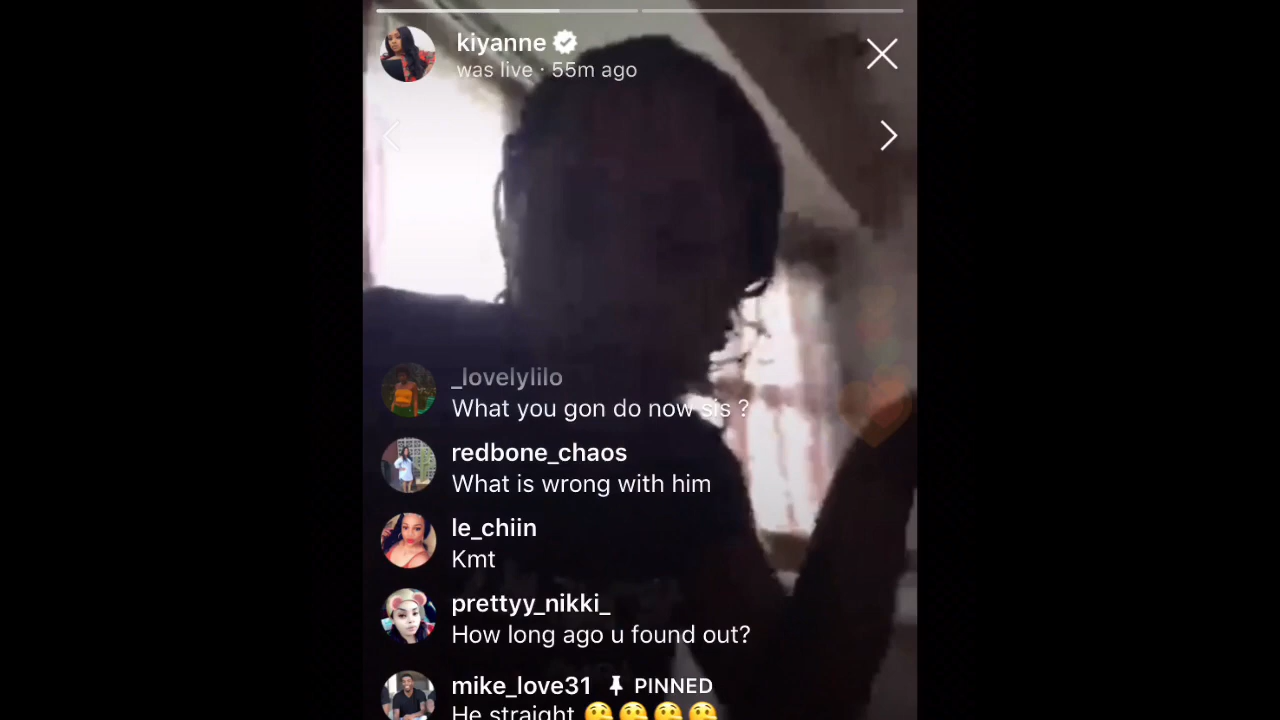 kiyanne
was live · 55m ago
_lovelylilo
What you gon do now sis ?
redbone_chaos
What is wrong with him
le_chiin
Kmt
prettyy_nikki_
How long ago u found out?
mike_love31 PINNED
He straight 🤔🤔🤔🤔